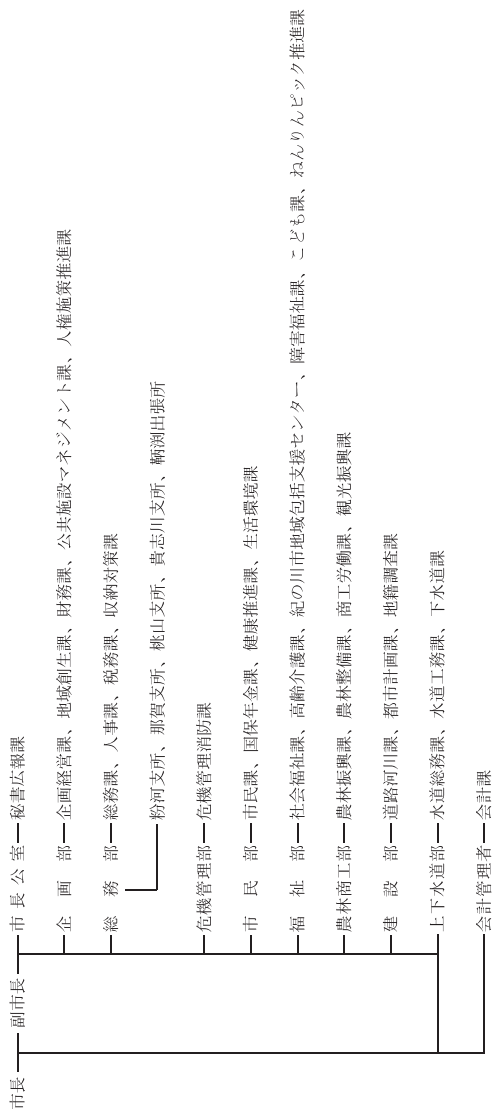 市長 副市長 市長公室 秘書広報課
企画部 企画経営課、地域創生課、財務課、公共施設マネジメント課、人権施策推進課
総務部 総務課、人事課、税務課、収納対策課
粉河支所、那賀支所、桃山支所、貴志川支所、鞆渕出張所
危機管理部 危機管理消防課
市民部 市民課、国保年金課、健康推進課、生活環境課
福祉部 社会福祉課、高齢介護課、紀の川市地域包括支援センター、障害福祉課、こども課、ねんりんピック推進課
農林商工部 農林振興課、農林整備課、商工労働課、観光振興課
建設部 道路河川課、都市計画課、地籍調査課
上下水道部 水道総務課、水道工務課、下水道課
会計管理者 会計課